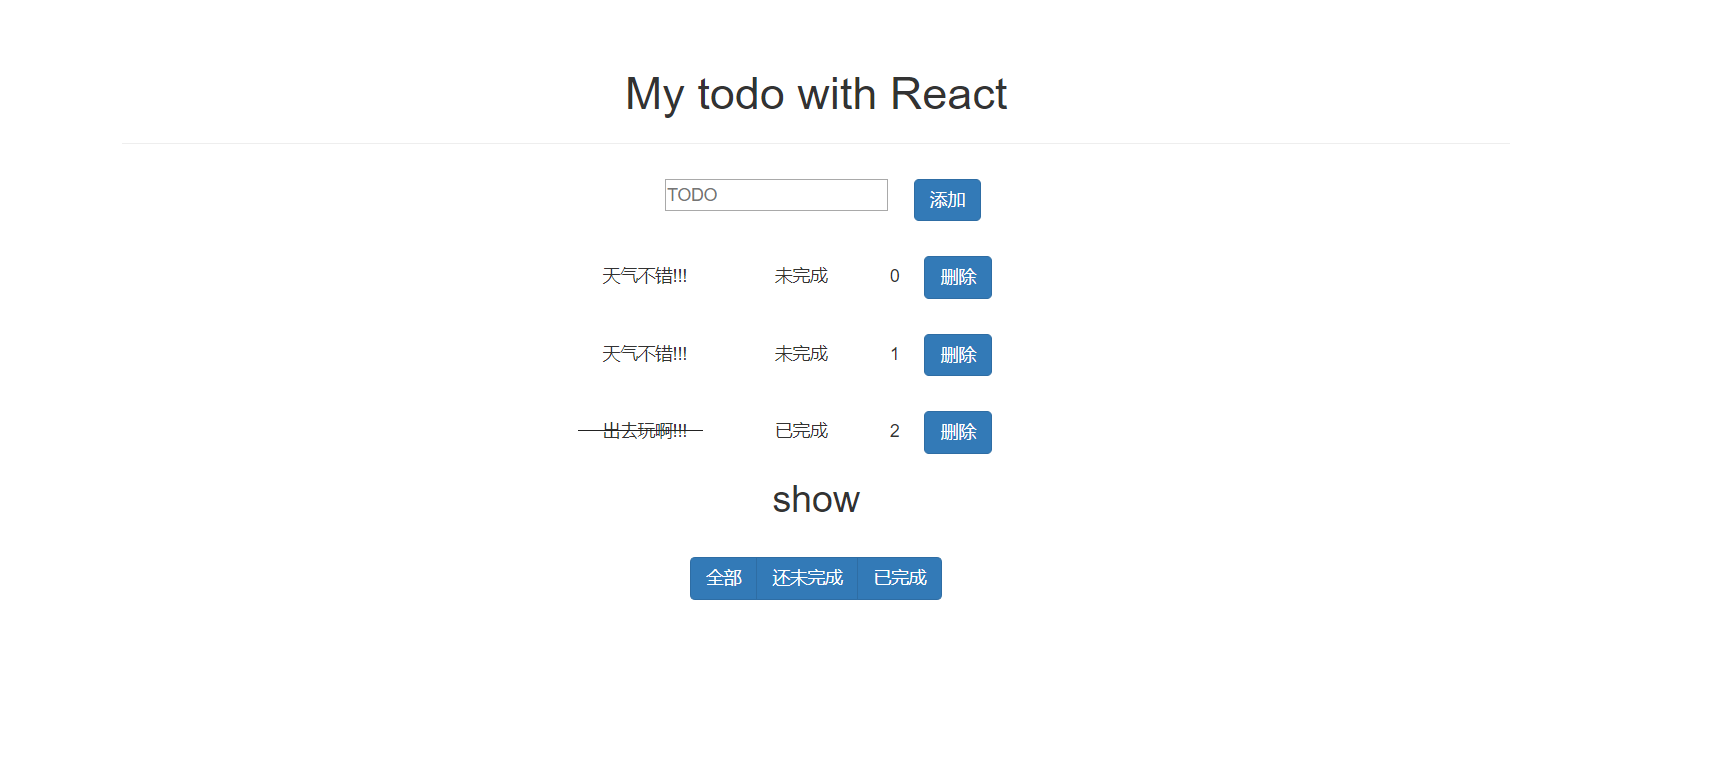 My todo with React
TODO 添加
天气不错!!! 未完成 0 删除
天气不错!!! 未完成 1 删除
出去玩啊!!! 已完成 2 删除
show
全部 还未完成 已完成